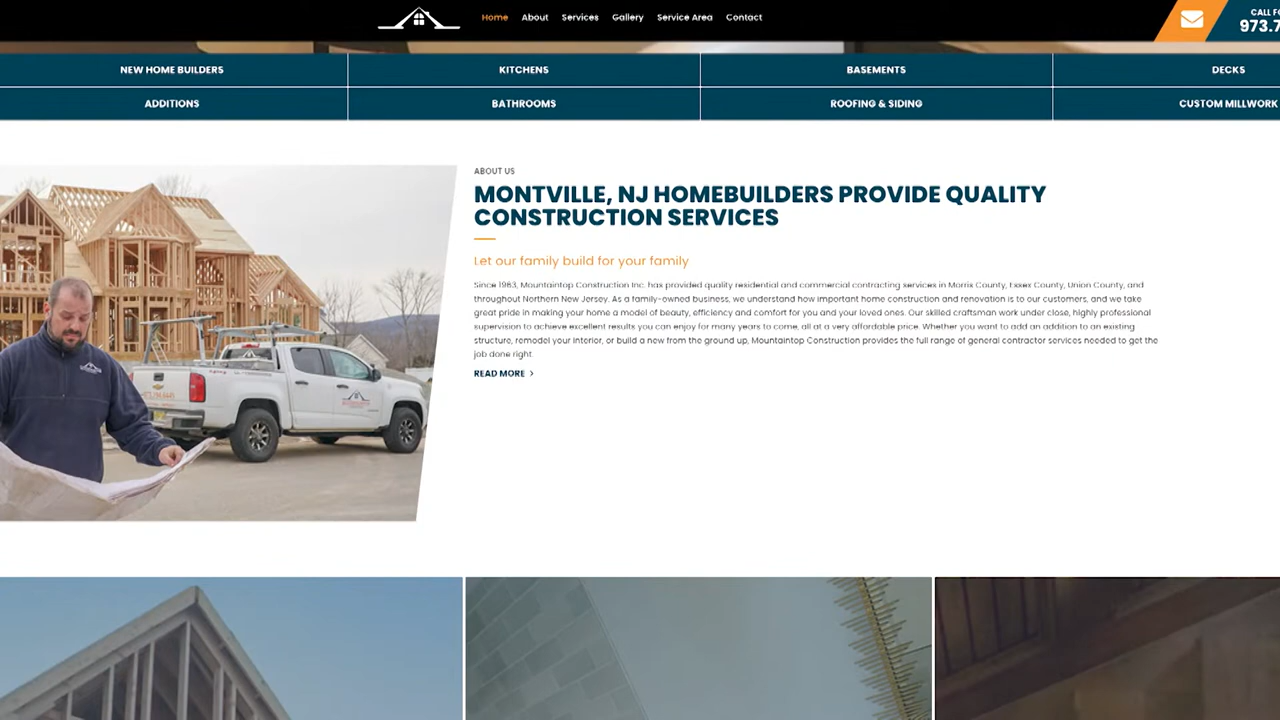 Home About Services Gallery Service Area Contact
CALL FO
973.7
NEW HOME BUILDERS KITCHENS BASEMENTS DECKS
ADDITIONS BATHROOMS ROOFING & SIDING CUSTOM MILLWORK
ABOUT US
MONTVILLE, NJ HOMEBUILDERS PROVIDE QUALITY
CONSTRUCTION SERVICES
Let our family build for your family
Since 1963, Mountaintop Construction Inc. has provided quality residential and commercial contracting services in Morris County, Essex County, Union County, and
throughout Northern New Jersey. As a family-owned business, we understand how important home construction and renovation is to our customers, and we take
great pride in making your home a model of beauty, efficiency and comfort for you and your loved ones. Our skilled craftsman work under close, highly professional
supervision to achieve excellent results you can enjoy for many years to come, all at a very affordable price. Whether you want to add an addition to an existing
structure, remodel your interior, or build a new from the ground up, Mountaintop Construction provides the full range of general contractor services needed to get the
job done right.
READ MORE >